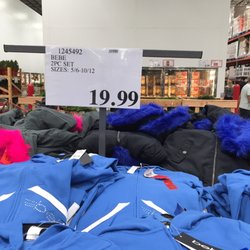 1245492
BEBE
2PC SET
SIZES: 5/6-10/12
19.99